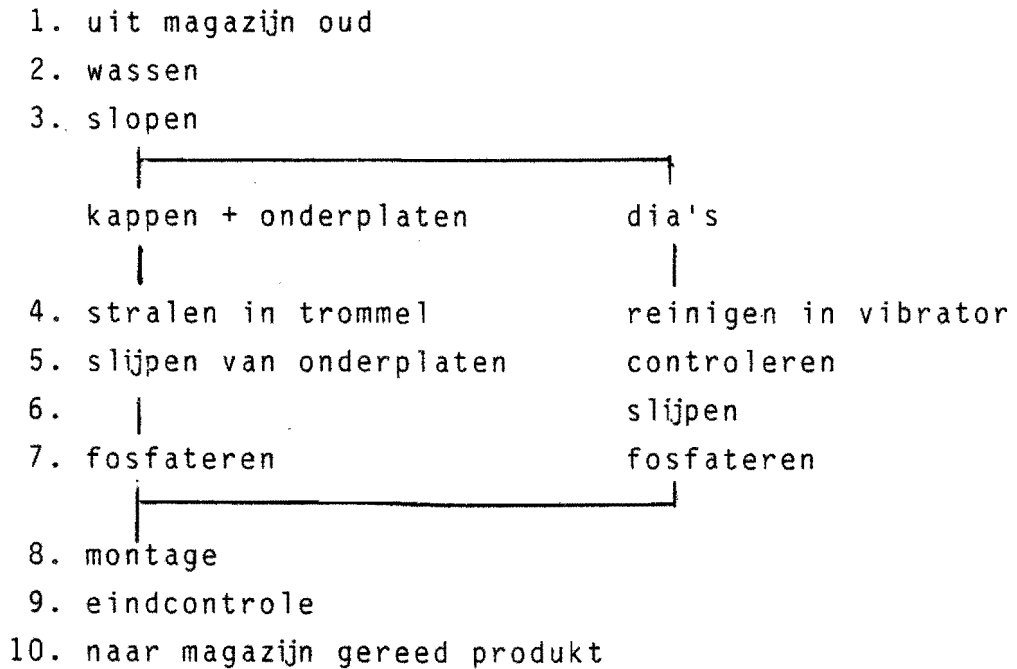 1. uit magazijn oud
2. wassen
3. slopen
kappen + onderplaten dia's
4. stralen in trommel reinigen in vibrator
5. slijpen van onderplaten controleren
6. slijpen
7. fosfateren fosfateren
8. montage
9. eindcontrole
10. naar magazijn gereed produkt